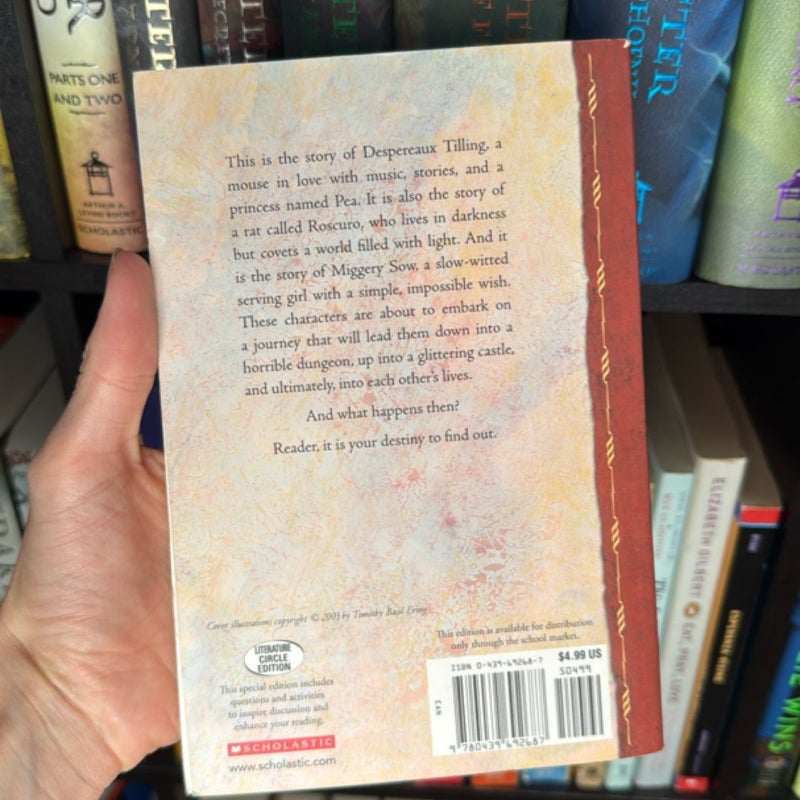 PARTS ONE
AND TWO
ARTHUR A.
LEVINE BOOKS
SCHOLASTIC
This is the story of Despereaux Tilling, a
mouse in love with music, stories, and a
princess named Pea. It is also the story of
a rat called Roscuro, who lives in darkness
but covets a world filled with light. And it
is the story of Miggery Sow, a slow-witted
serving girl with a simple, impossible wish.
These characters are about to embark on
a journey that will lead them down into a
horrible dungeon, up into a glittering castle,
and ultimately, into each other's lives.
And what happens then?
Reader, it is your destiny to find out.
Cover illustrations copyright © 2003 by Timothy Basil Ering
LITERATURE
CIRCLE
EDITION
This special edition includes
questions and activities
to inspire discussion and
enhance your reading.
SCHOLASTIC
www.scholastic.com
This edition is available for distribution
only through the school market.
ISBN 0-439-69268-7
$4.99 US
50499
CAN
9 780439 692687
ELIZABETH GILBERT
EAT, PRAY, LOVE